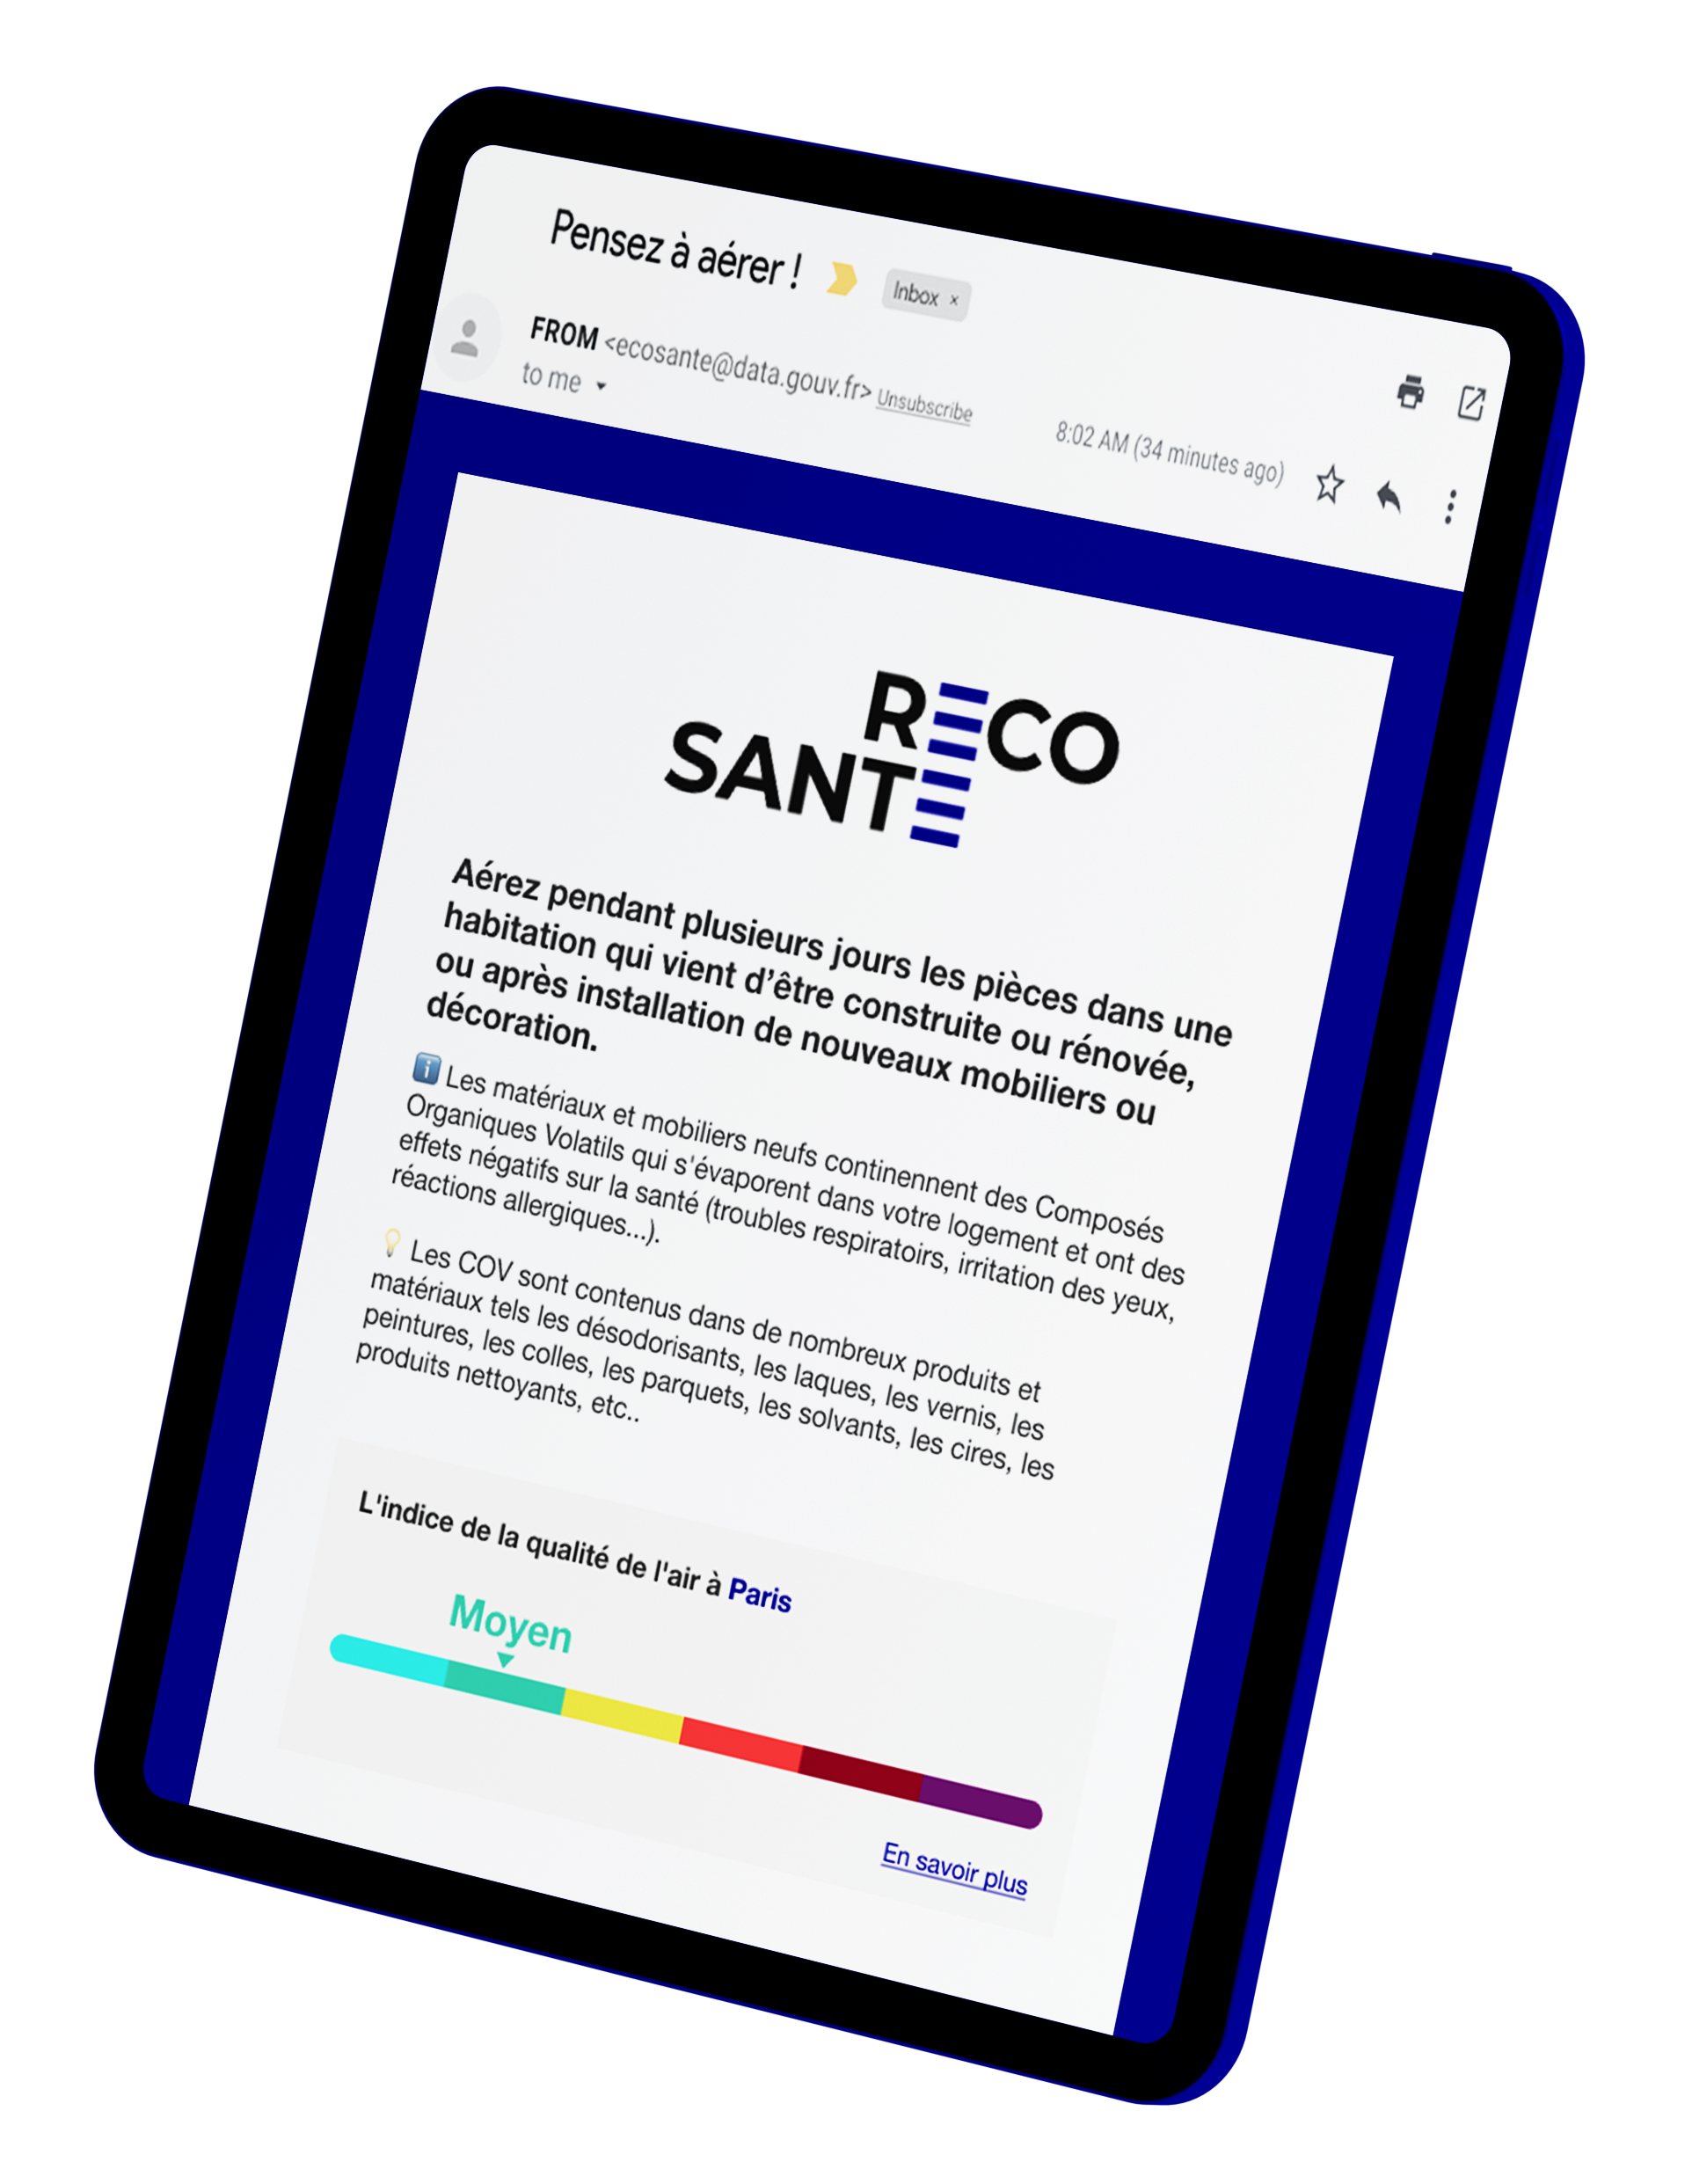 Pensez à aérer !
Inbox ×
FROM <ecosante@data.gouv.fr> Unsubscribe
to me
8:02 AM (34 minutes ago)
RECO
SANTE
Aérez pendant plusieurs jours les pièces dans une
habitation qui vient d’être construite ou rénovée,
ou après installation de nouveaux mobiliers ou
décoration.
Les matériaux et mobiliers neufs continennent des Composés
Organiques Volatils qui s'évaporent dans votre logement et ont des
effets négatifs sur la santé (troubles respiratoirs, irritation des yeux,
réactions allergiques...).
Les COV sont contenus dans de nombreux produits et
matériaux tels les désodorisants, les laques, les vernis, les
peintures, les colles, les parquets, les solvants, les cires, les
produits nettoyants, etc..
L'indice de la qualité de l'air à Paris
Moyen
En savoir plus